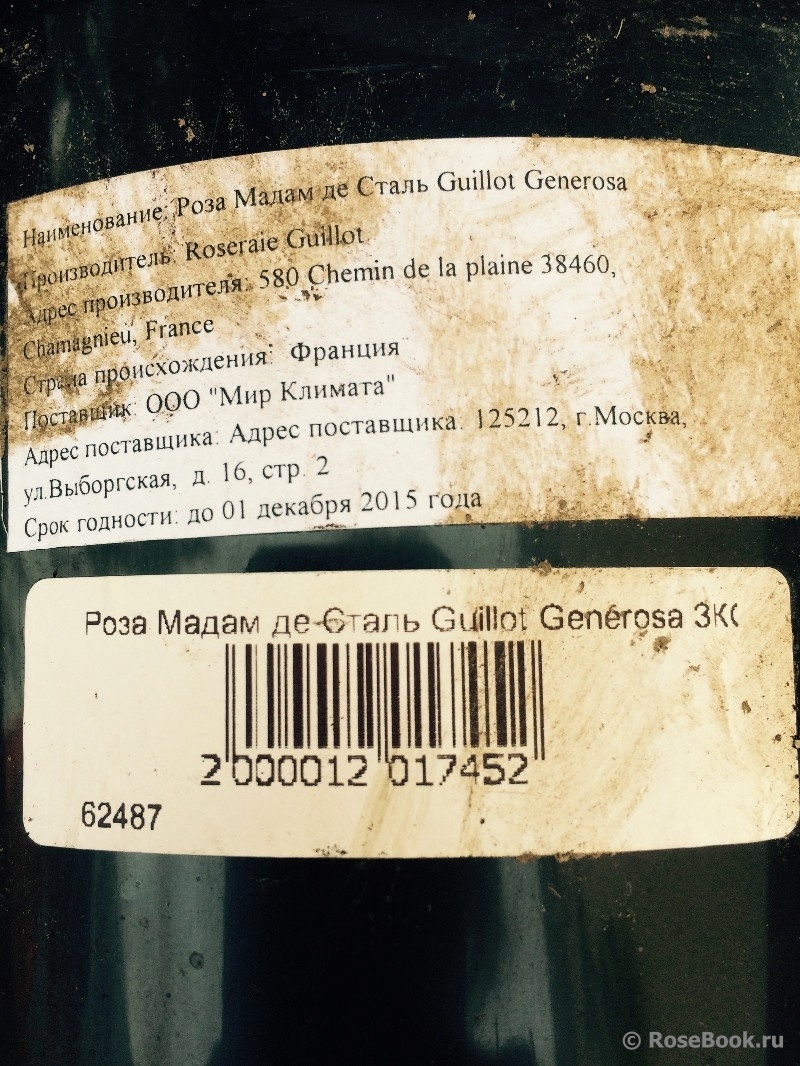 Наименование: Роза Мадам де Сталь Guillot Generosa
Производитель: Roseraie Guillot
Адрес производителя: 580 Chemin de la plaine 38460,
Chamagnieu, France
Страна происхождения: Франция
Поставщик: ООО "Мир Климата"
Адрес поставщика: Адрес поставщика: 125212, г.Москва,
ул.Выборгская, д. 16, стр. 2
Срок годности: до 01 декабря 2015 года
Роза Мадам де Сталь Guillot Generosa ЗК
2 000012 017452
62487
© RoseBook.ru